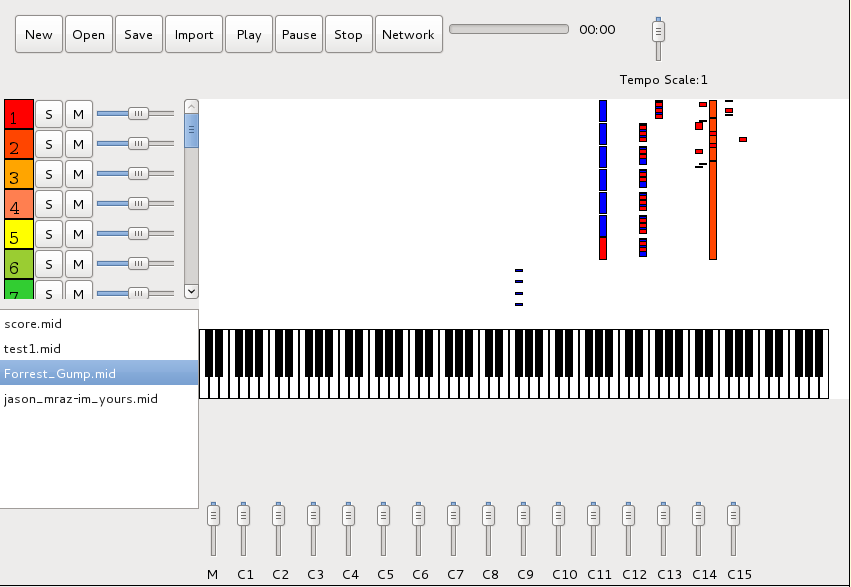 New Open Save Import Play Pause Stop Network 00:00
Tempo Scale:1
1 S M
2 S M
3 S M
4 S M
5 S M
6 S M
7 S M
score.mid
test1.mid
Forrest_Gump.mid
jason_mraz-im_yours.mid
M C1 C2 C3 C4 C5 C6 C7 C8 C9 C10 C11 C12 C13 C14 C15